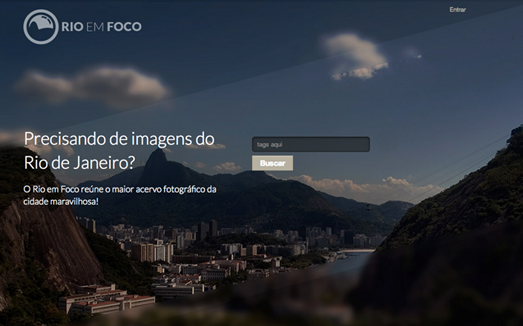 RIO EM FOCO
Entrar
Precisando de imagens do
Rio de Janeiro?
tags aqui
Buscar
O Rio em Foco reúne o maior acervo fotográfico da
cidade maravilhosa!